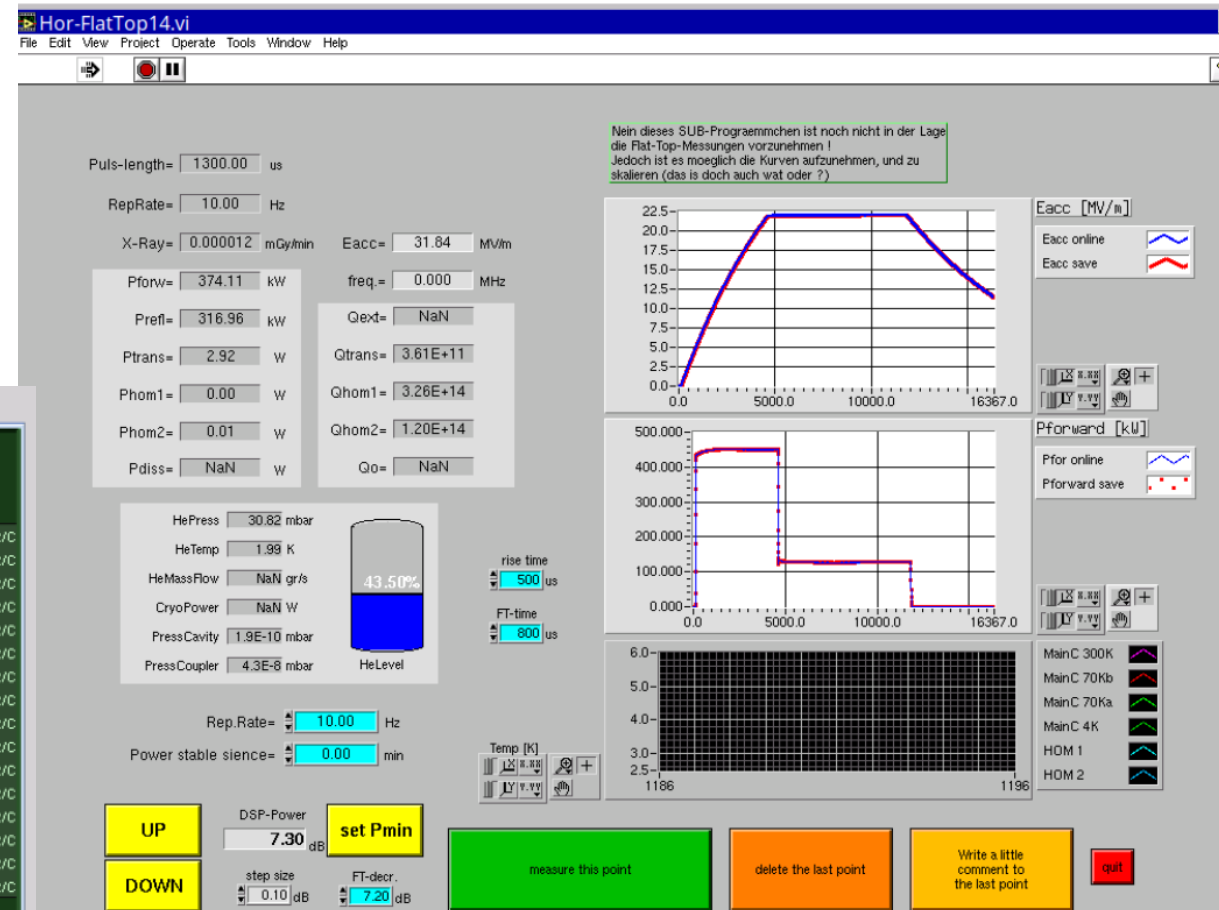 Hor-FlatTop14.vi
File Edit View Project Operate Tools Window Help
Nein dieses SUB-Progaemmchen ist noch nicht in der Lage
die Flat-Top-Messungen vorzunehmen !
Jedoch ist es moeglich die Kurven aufzunehmen, und zu
skalieren (das is doch auch wat oder ?)
Puls-length= 1300.00 us
RepRate= 10.00 Hz
X-Ray= 0.000012 mGy/min
Eacc= 31.84 MV/m
Pforw= 374.11 kW
freq.= 0.000 MHz
Prefl= 316.96 kW
Qext= NaN
Ptrans= 2.92 W
Qtrans= 3.61E+11
Phom1= 0.00 W
Qhom1= 3.26E+14
Phom2= 0.01 W
Qhom2= 1.20E+14
Pdiss= NaN W
Qo= NaN
HePress 30.82 mbar
HeTemp 1.99 K
HeMassFlow NaN gr/s
CryoPower NaN W
PressCavity 1.9E-10 mbar
PressCoupler 4.3E-8 mbar
43.50%
HeLevel
rise time
500 us
FT-time
800 us
Rep.Rate= 10.00 Hz
Power stable sience= 0.00 min
UP
DOWN
DSP-Power
7.30 dB
set Pmin
step size
0.10 dB
FT-decr.
7.20 dB
Eacc [MV/m]
Eacc online
Eacc save
22.5
20.0
17.5
15.0
12.5
10.0
7.5
5.0
2.5
0.0
0.0 5000.0 10000.0 16367.0
X X.XX
Y Y.YY
Pforward [kW]
Pfor online
Pforward save
500.000
400.000
300.000
200.000
100.000
0.000
0.0 5000.0 10000.0 16367.0
X X.XX
Y Y.YY
6.0
5.0
4.0
3.0
2.5
1186 1196
MainC 300K
MainC 70Kb
MainC 70Ka
MainC 4K
HOM 1
HOM 2
Temp [K]
X X.XX
Y Y.YY
measure this point
delete the last point
Write a little
comment to
the last point
quit